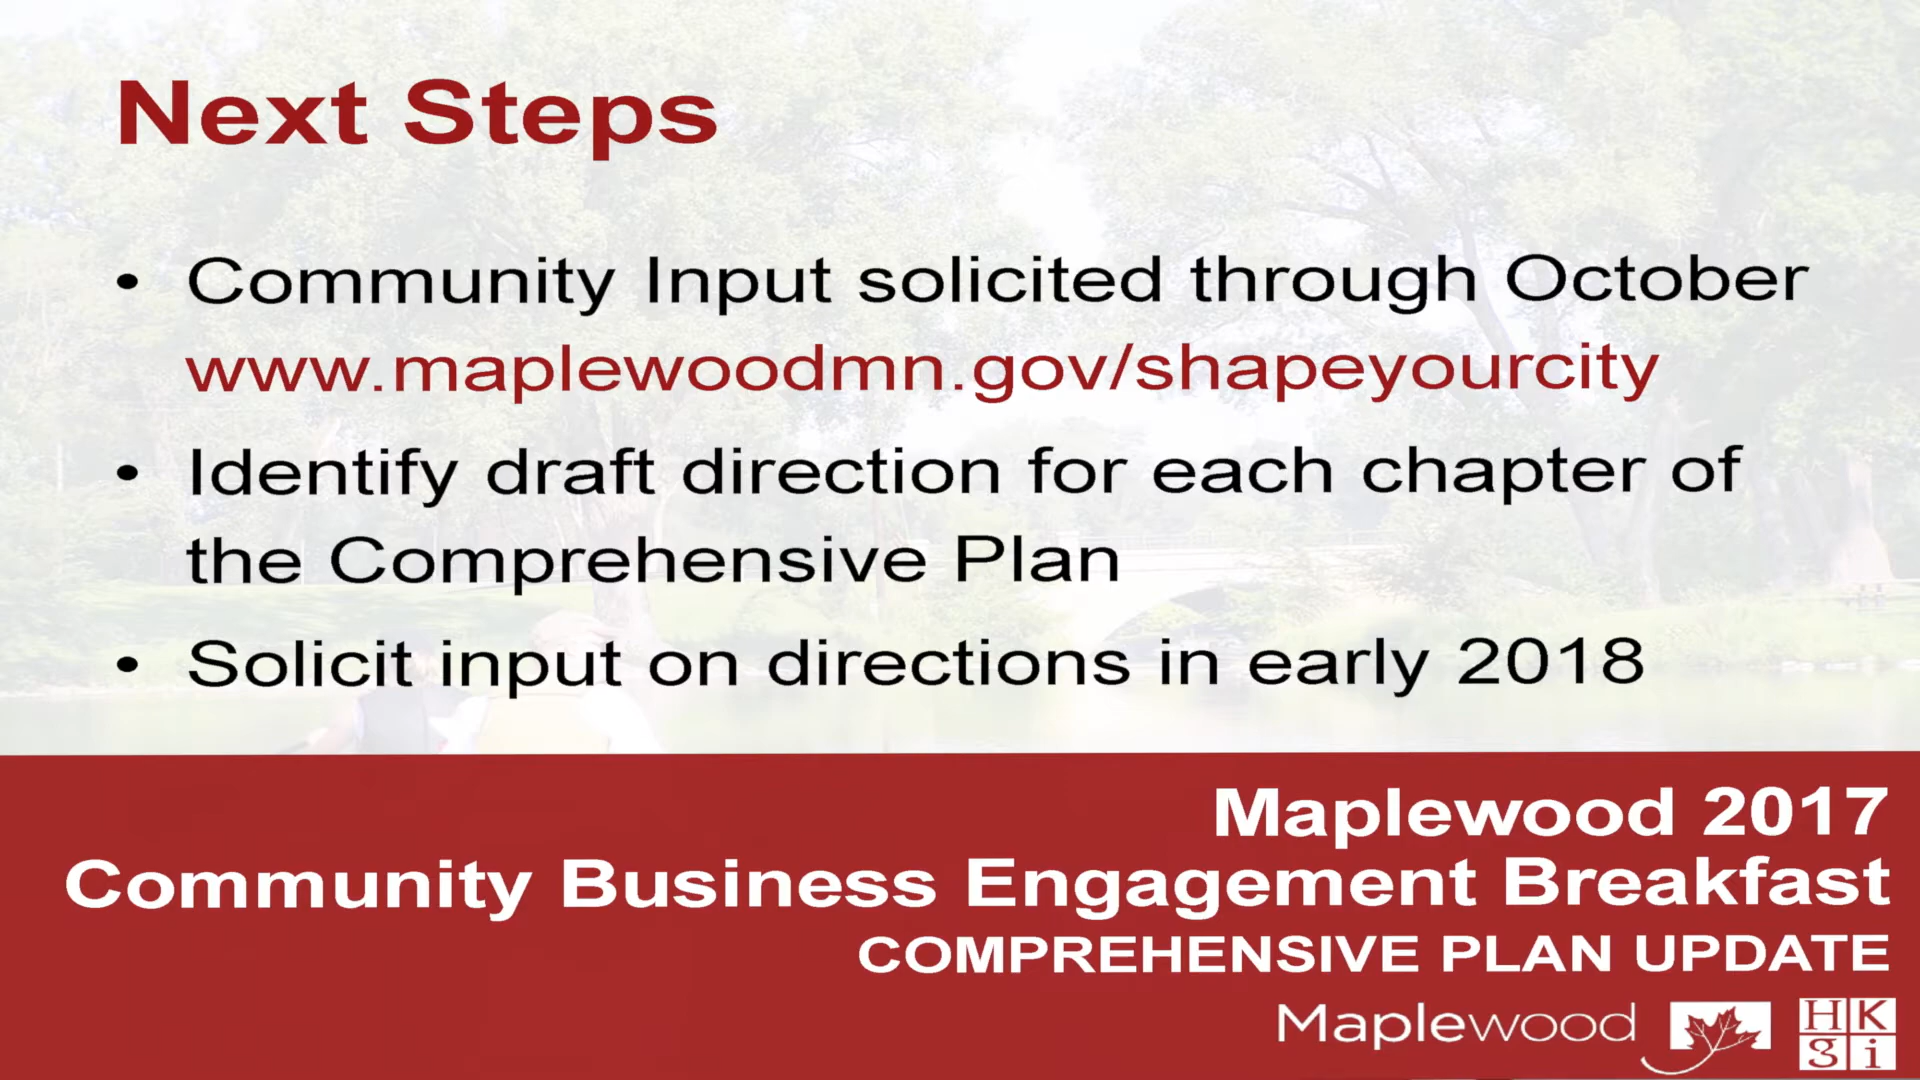 Next Steps
• Community Input solicited through October
www.maplewoodmn.gov/shapeyourcity
• Identify draft direction for each chapter of
the Comprehensive Plan
• Solicit input on directions in early 2018
Maplewood 2017
Community Business Engagement Breakfast
COMPREHENSIVE PLAN UPDATE
Maplewood
HK
gi